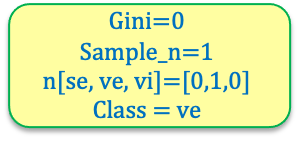 Gini=0
Sample_n=1
n[se, ve, vi]=[0,1,0]
Class = ve